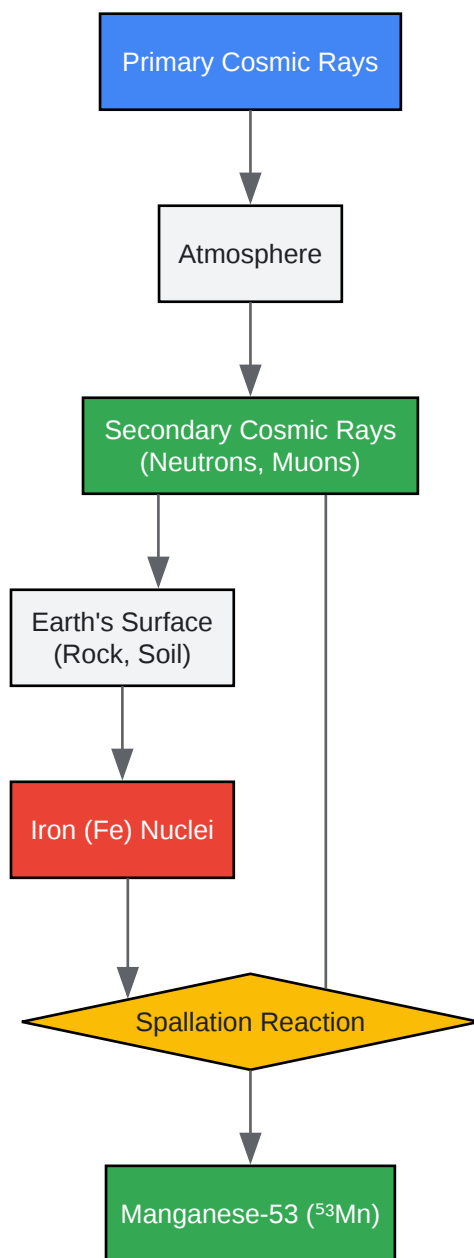 Primary Cosmic Rays
Atmosphere
Secondary Cosmic Rays
(Neutrons, Muons)
Earth's Surface
(Rock, Soil)
Iron (Fe) Nuclei
Spallation Reaction
Manganese-53 (⁵³Mn)